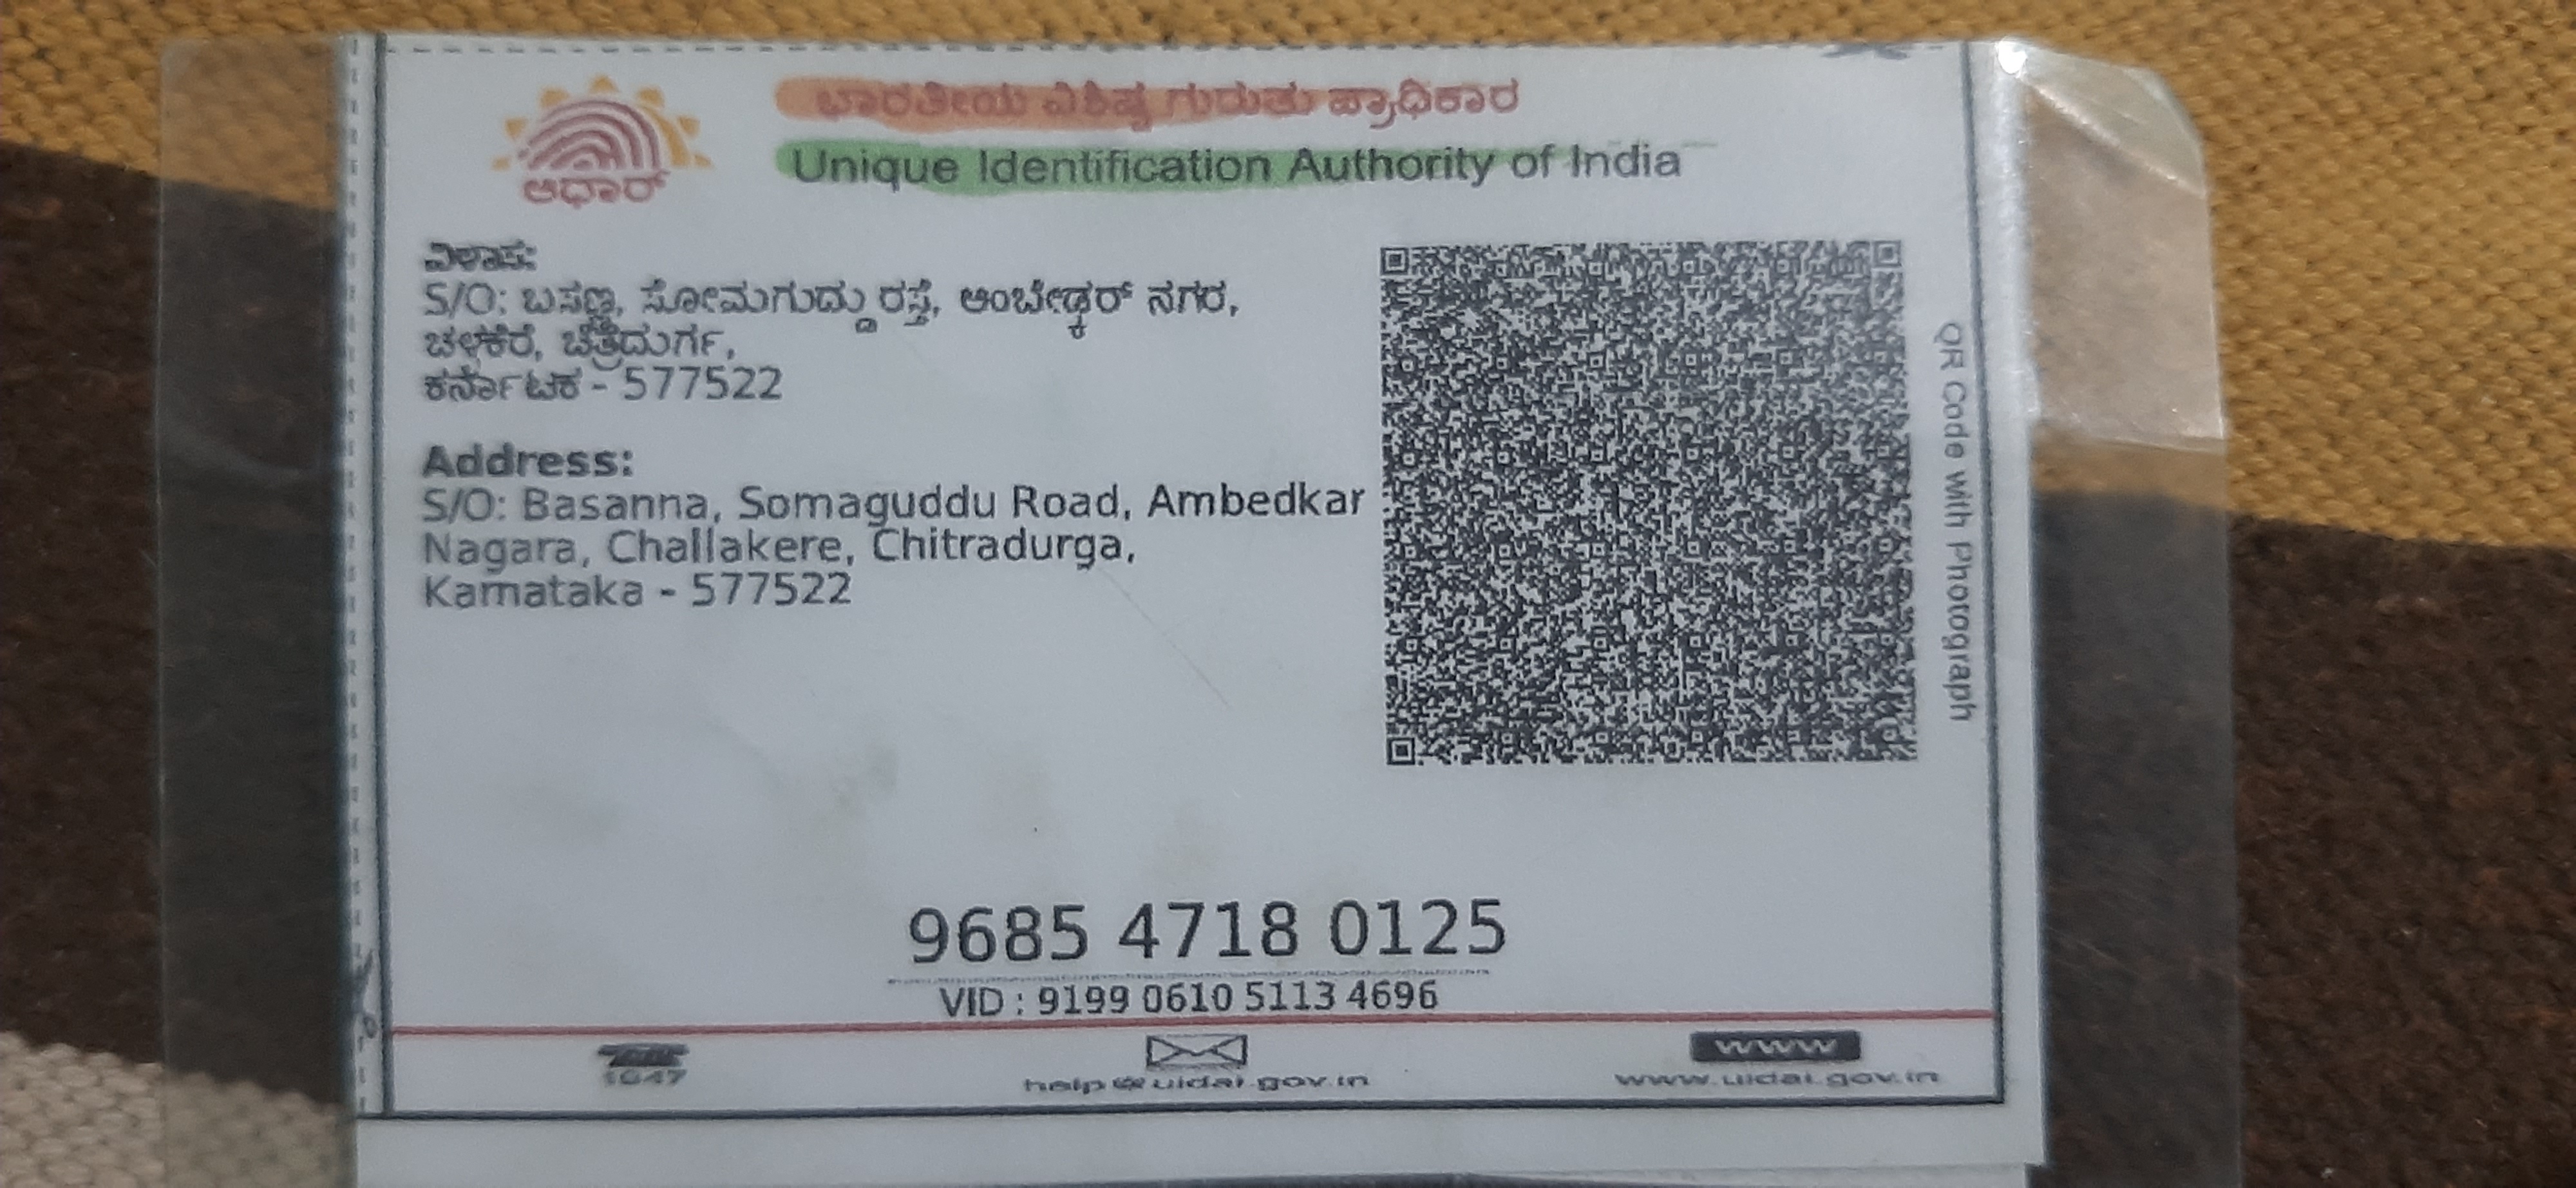 ಆಧಾರ್
ಭಾರತೀಯ ವಿಶಿಷ್ಟ ಗುರುತು ಪ್ರಾಧಿಕಾರ
Unique Identification Authority of India
ವಿಳಾಸ:
S/O: ಬಸಣ್ಣ, ಸೋಮಗುದ್ದು ರಸ್ತೆ, ಅಂಬೇಡ್ಕರ್ ನಗರ,
ಚಳ್ಳಕೆರೆ, ಚಿತ್ರದುರ್ಗ,
ಕರ್ನಾಟಕ - 577522
Address:
S/O: Basanna, Somaguddu Road, Ambedkar
Nagara, Challakere, Chitradurga,
Karnataka - 577522
QR Code with Photograph
9685 4718 0125
VID : 9199 0610 5113 4696
1947
help@uidai.gov.in
www
www.uidai.gov.in